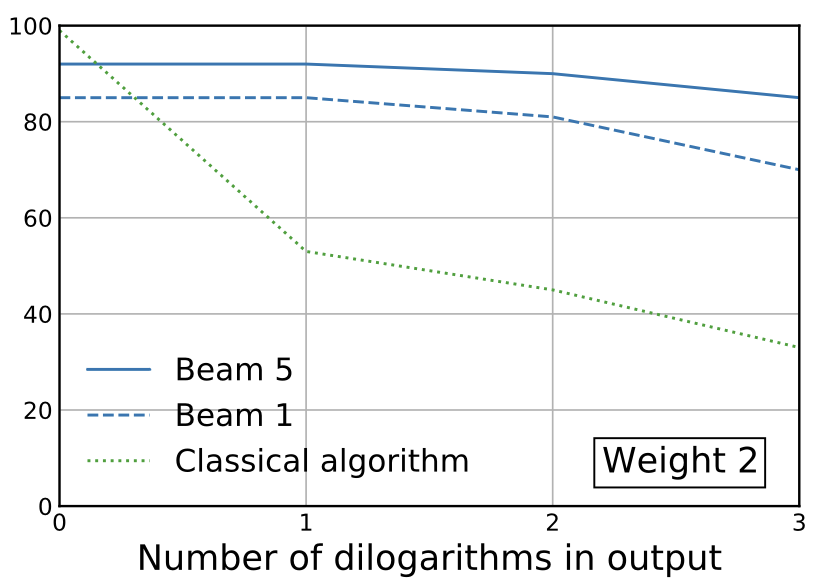 100
80
60
40
20
0
Beam 5
Beam 1
Classical algorithm
Weight 2
0 1 2 3
Number of dilogarithms in output